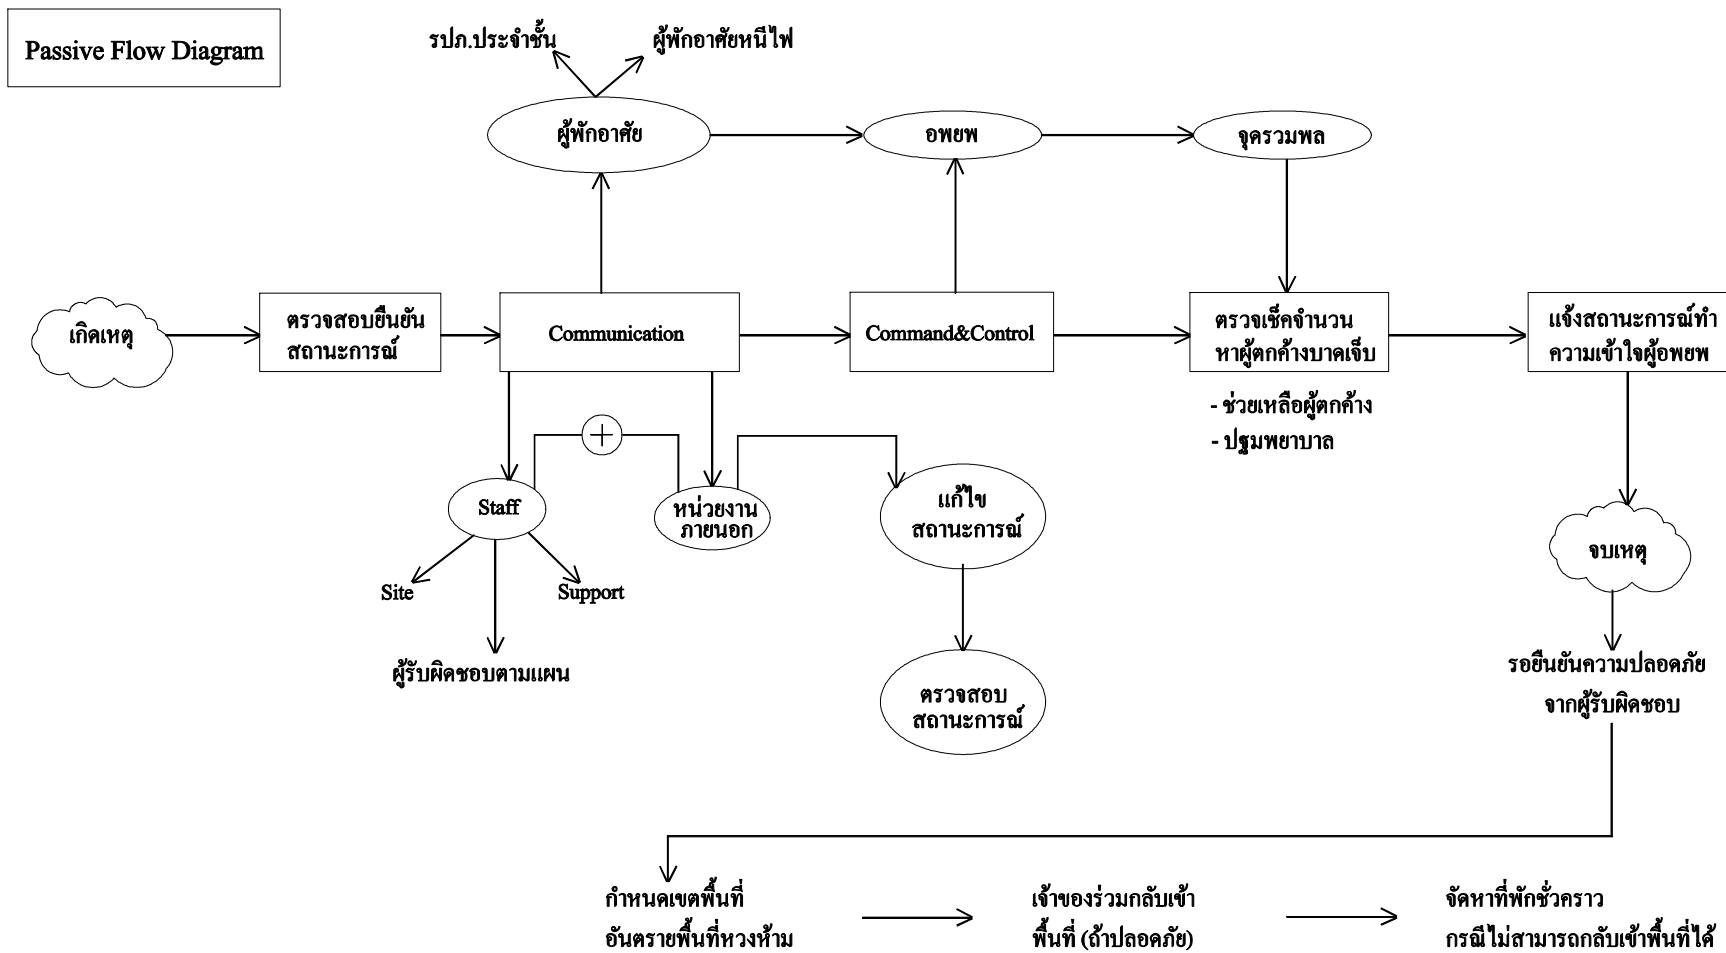 Passive Flow Diagram
รปภ.ประจำชั้น
ผู้พักอาศัยหนีไฟ
ผู้พักอาศัย
อพยพ
จุดรวมพล
เกิดเหตุ
ตรวจสอบยืนยัน
สถานะการณ์
Communication
Command&Control
ตรวจเช็คจำนวน
หาผู้ตกค้างบาดเจ็บ
- ช่วยเหลือผู้ตกค้าง
- ปฐมพยาบาล
แจ้งสถานะการณ์ทำ
ความเข้าใจผู้อพยพ
Staff
หน่วยงาน
ภายนอก
แก้ไข
สถานะการณ์
Site
Support
ผู้รับผิดชอบตามแผน
ตรวจสอบ
สถานะการณ์
จบเหตุ
รอยืนยันความปลอดภัย
จากผู้รับผิดชอบ
กำหนดเขตพื้นที่
อันตรายพื้นที่หวงห้าม
เจ้าของร่วมกลับเข้า
พื้นที่ (ถ้าปลอดภัย)
จัดหาที่พักชั่วคราว
กรณีไม่สามารถกลับเข้าพื้นที่ได้